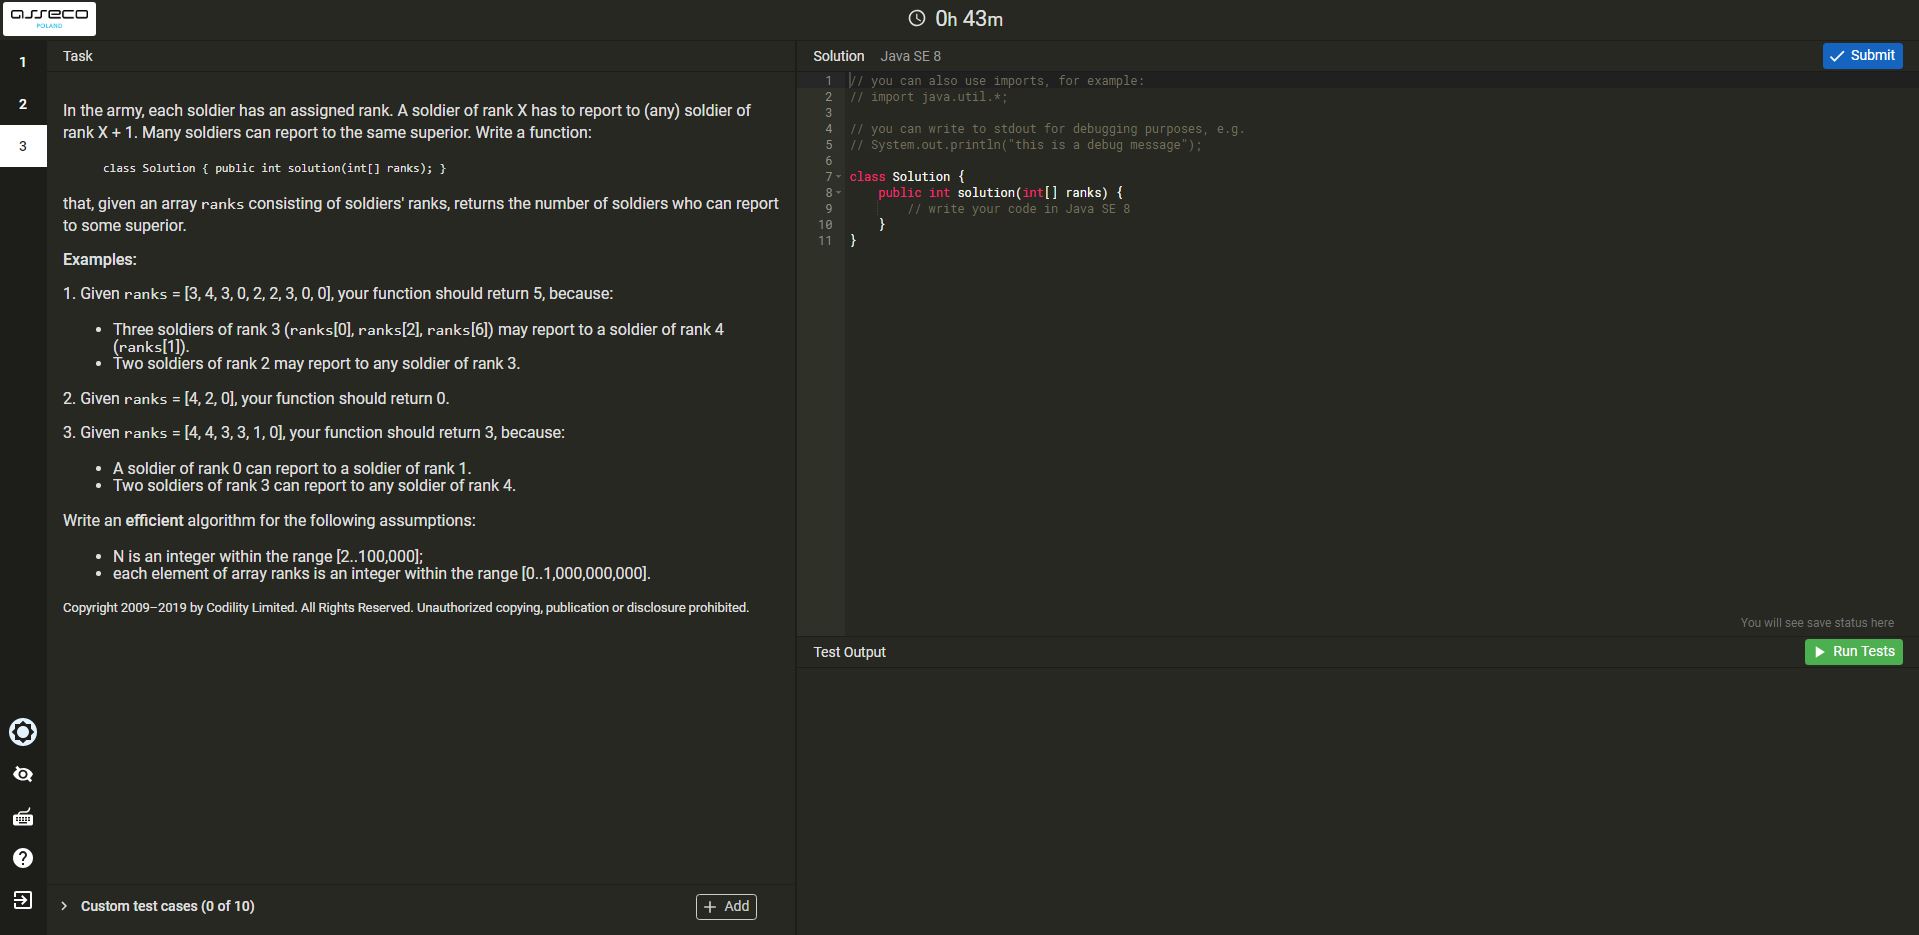 asseco
POLAND
0h 43m
1
2
3
Task
In the army, each soldier has an assigned rank. A soldier of rank X has to report to (any) soldier of
rank X + 1. Many soldiers can report to the same superior. Write a function:
class Solution { public int solution(int[] ranks); }
that, given an array ranks consisting of soldiers' ranks, returns the number of soldiers who can report
to some superior.
Examples:
1. Given ranks = [3, 4, 3, 0, 2, 2, 3, 0, 0], your function should return 5, because:
• Three soldiers of rank 3 (ranks[0], ranks[2], ranks[6]) may report to a soldier of rank 4
(ranks[1]).
• Two soldiers of rank 2 may report to any soldier of rank 3.
2. Given ranks = [4, 2, 0], your function should return 0.
3. Given ranks = [4, 4, 3, 3, 1, 0], your function should return 3, because:
• A soldier of rank 0 can report to a soldier of rank 1.
• Two soldiers of rank 3 can report to any soldier of rank 4.
Write an efficient algorithm for the following assumptions:
• N is an integer within the range [2..100,000];
• each element of array ranks is an integer within the range [0..1,000,000,000].
Copyright 2009–2019 by Codility Limited. All Rights Reserved. Unauthorized copying, publication or disclosure prohibited.
Custom test cases (0 of 10)
+ Add
Solution Java SE 8
Submit
1 // you can also use imports, for example:
2 // import java.util.*;
3
4 // you can write to stdout for debugging purposes, e.g.
5 // System.out.println("this is a debug message");
6
7 class Solution {
8 public int solution(int[] ranks) {
9 // write your code in Java SE 8
10 }
11 }
You will see save status here
Test Output
Run Tests